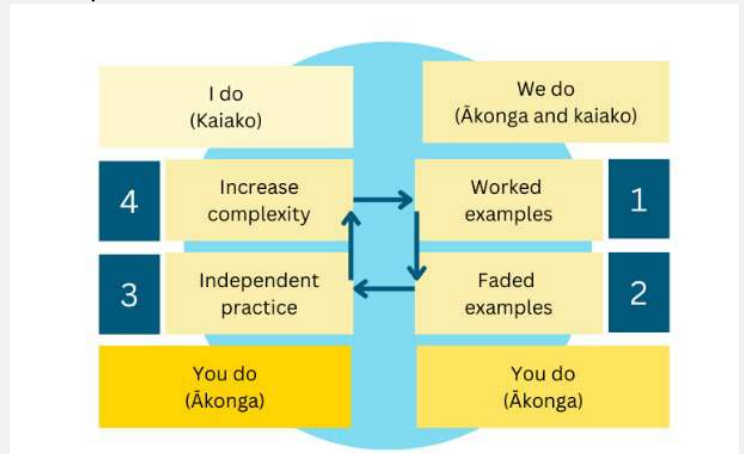 I do
(Kaiako)
We do
(Ākonga and kaiako)
4
Increase
complexity
Worked
examples
1
3
Independent
practice
Faded
examples
2
You do
(Ākonga)
You do
(Ākonga)